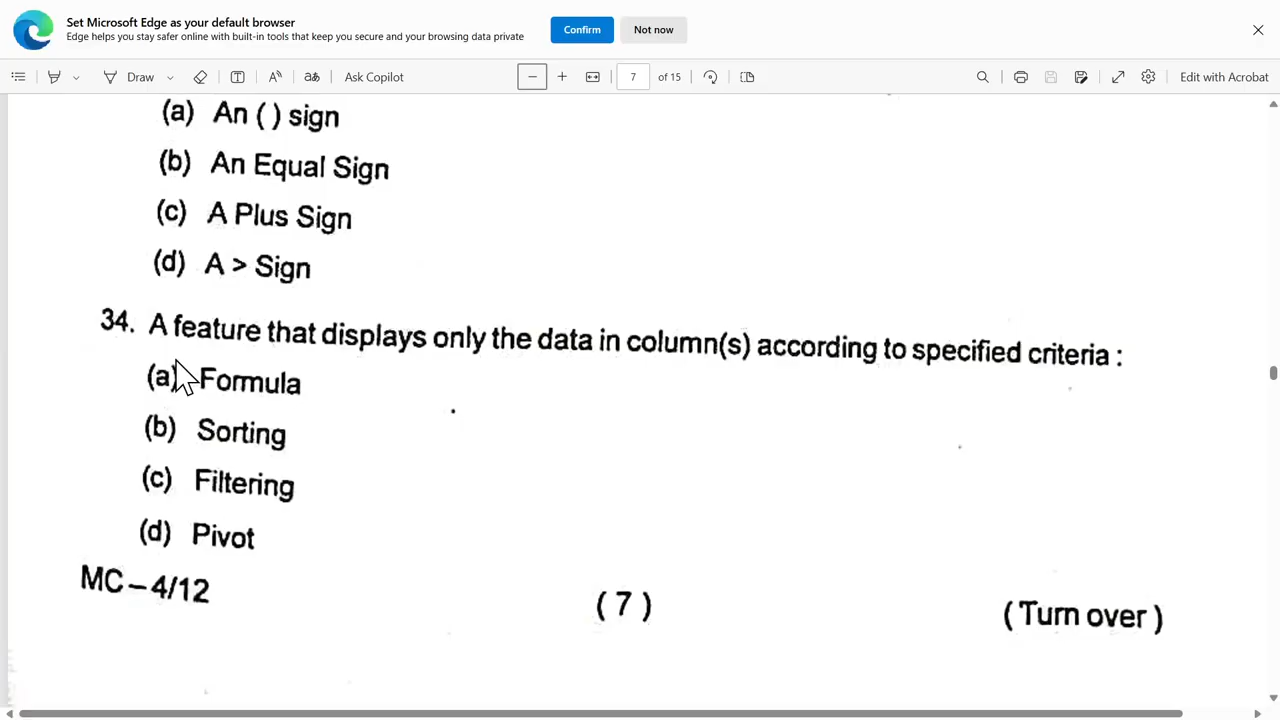 Set Microsoft Edge as your default browser
Edge helps you stay safer online with built-in tools that keep you secure and your browsing data private
Confirm
Not now
Draw
Ask Copilot
7
of 15
Edit with Acrobat
(a) An ( ) sign
(b) An Equal Sign
(c) A Plus Sign
(d) A > Sign
34. A feature that displays only the data in column(s) according to specified criteria :
(a) Formula
(b) Sorting
(c) Filtering
(d) Pivot
MC – 4/12
( 7 )
( Turn over )